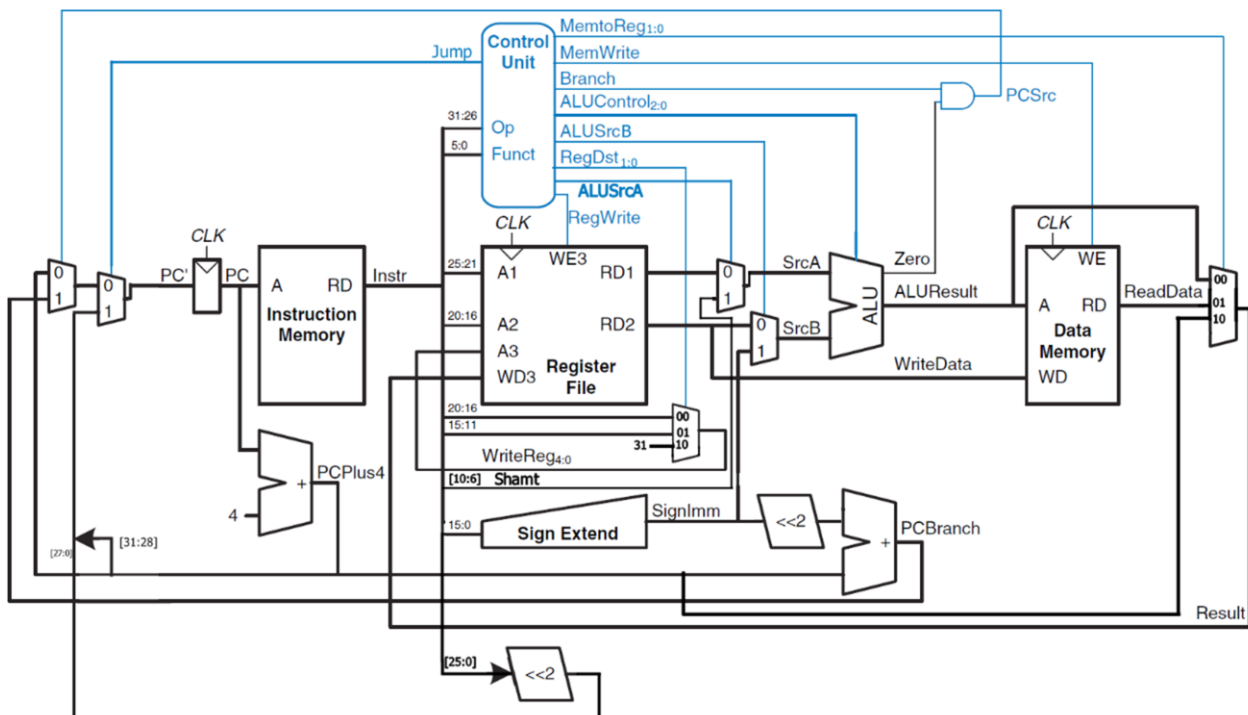 MemtoReg1:0
Control Unit
Jump
MemWrite
Branch
PCSrc
ALUControl2:0
31:26
Op
ALUSrcB
5:0
Funct
RegDst1:0
ALUSrcA
RegWrite
CLK
CLK
CLK
0
1
0
1
PC'
PC
A
RD
Instruction Memory
Instr
25:21
A1
WE3
RD1
0
1
SrcA
Zero
WE
00
01
10
20:16
A2
RD2
0
1
SrcB
ALU
ALUResult
A
RD
ReadData
Data Memory
A3
WD3
Register File
WriteData
WD
20:16
15:11
00
01
10
31
WriteReg4:0
[10:6] Shamt
PCPlus4
+
4
15:0
Sign Extend
SignImm
<<2
+
PCBranch
[27:0]
[31:28]
Result
[25:0]
<<2